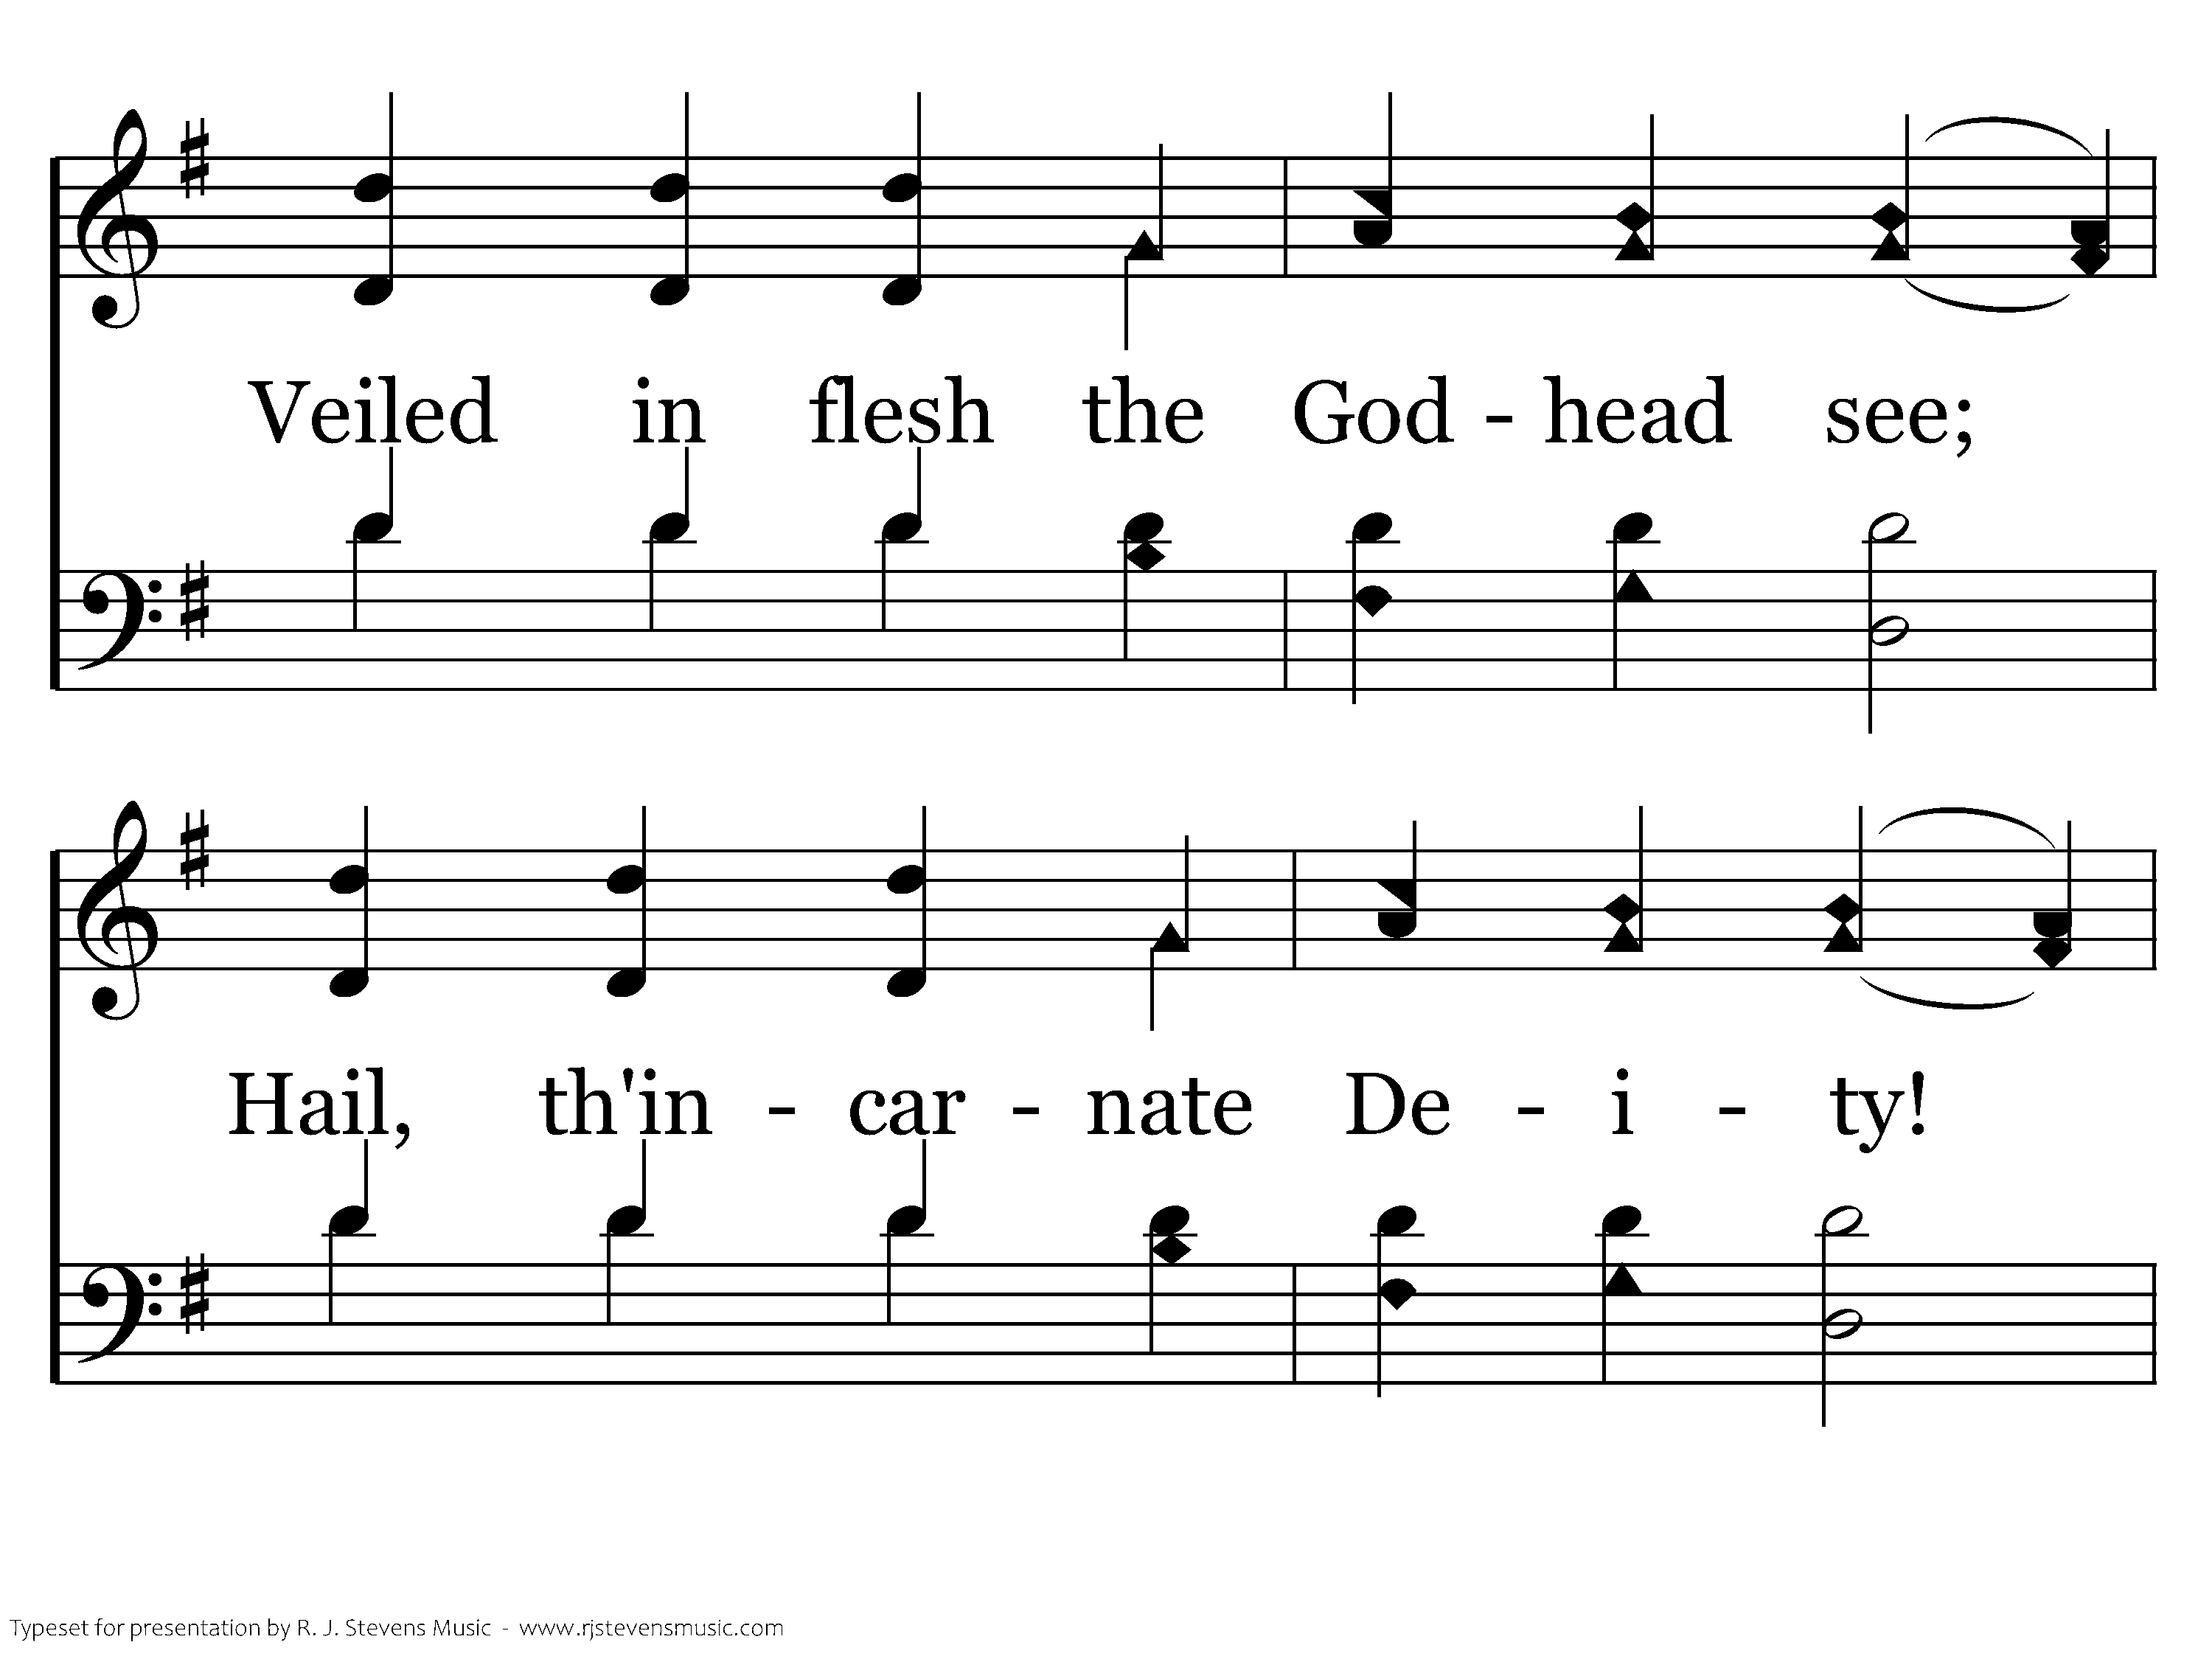 Veiled in flesh the God - head see;
Hail, th'in - car - nate De - i - ty!
Typeset for presentation by R. J. Stevens Music - www.rjstevensmusic.com